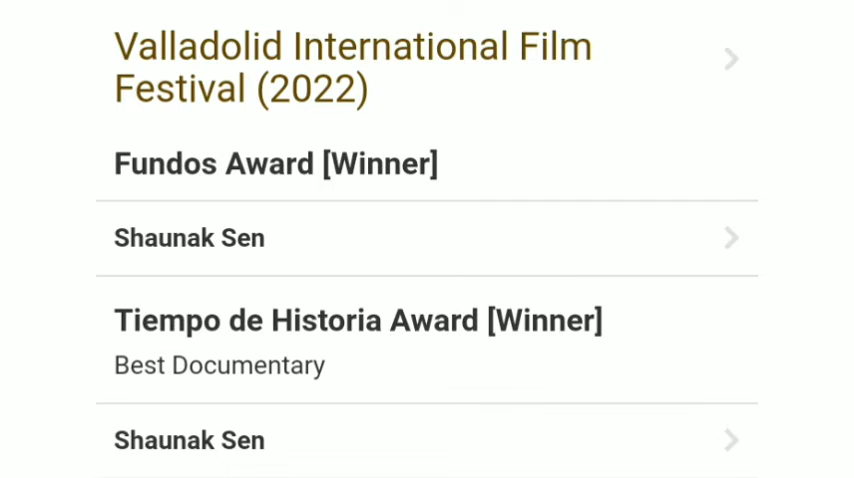 Valladolid International Film
Festival (2022)
Fundos Award [Winner]
Shaunak Sen
Tiempo de Historia Award [Winner]
Best Documentary
Shaunak Sen